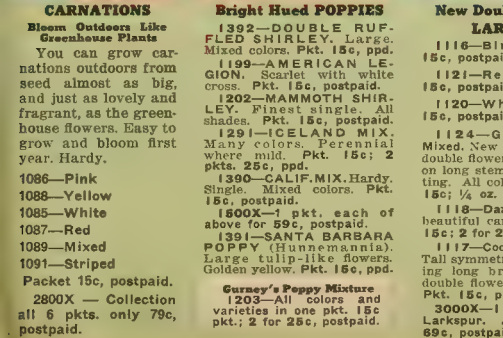 CARNATIONS
Bloom Outdoors Like
Greenhouse Plants
You can grow car-
nations outdoors from
seed almost as big,
and just as lovely and
fragrant, as the green-
house flowers. Easy to
grow and bloom first
year. Hardy.
1086—Pink
1088—Yellow
1085—White
1087—Red
1089—Mixed
1091—Striped
Packet 15c, postpaid.
2800X — Collection
all 6 pkts. only 79c,
postpaid.
Bright Hued POPPIES
1392—DOUBLE RUF-
FLED SHIRLEY. Large.
Mixed colors. Pkt. 15c, ppd.
1199—AMERICAN LE-
GION. Scarlet with white
cross. Pkt. 15c, postpaid.
1202—MAMMOTH SHIR-
LEY. Finest single. All
shades. Pkt. 15c, postpaid.
1291—ICELAND MIX.
Many colors. Perennial
where mild. Pkt. 15c; 2
pkts. 25c, ppd.
1390—CALIF. MIX. Hardy.
Single. Mixed colors. Pkt.
15c, postpaid.
1500X—1 pkt. each of
above for 59c, postpaid.
1391—SANTA BARBARA
POPPY (Hunnemannia).
Large tulip-like flowers.
Golden yellow. Pkt. 15c, ppd.
Gurney's Poppy Mixture
1203—All colors and
varieties in one pkt. 15c
pkt.; 2 for 25c, postpaid.
New Dou
LAR
1116—Bl
15c, postpai
1121—Re
15c, postpai
1120—Wh
15c, postpai
1124—G
Mixed. New
double flowe
on long stem
ting. All col
15c; ¼ oz.
1118—Da
beautiful ca
15c; 2 for 2
1117—Coo
Tall symmetr
ing long b
double flowe
Pkt. 15c, p
3000X—1
Larkspur.
69c, postpa